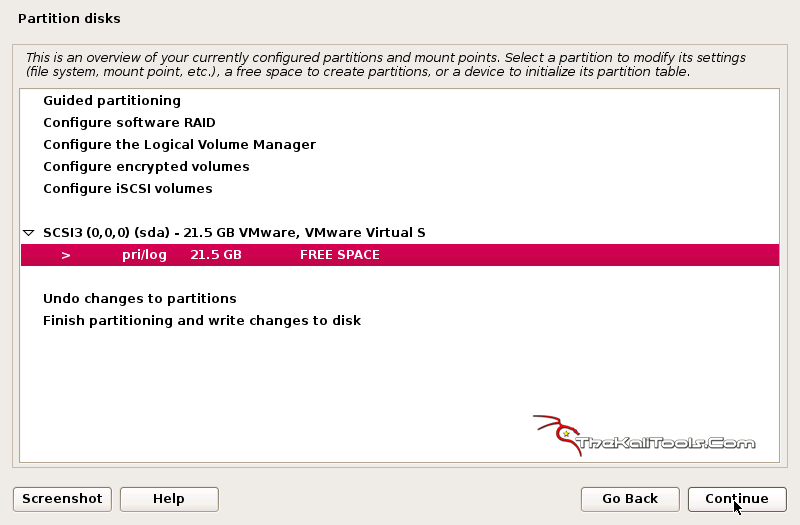 Partition disks
This is an overview of your currently configured partitions and mount points. Select a partition to modify its settings
(file system, mount point, etc.), a free space to create partitions, or a device to initialize its partition table.
Guided partitioning
Configure software RAID
Configure the Logical Volume Manager
Configure encrypted volumes
Configure iSCSI volumes
SCSI3 (0,0,0) (sda) - 21.5 GB VMware, VMware Virtual S
> pri/log 21.5 GB FREE SPACE
Undo changes to partitions
Finish partitioning and write changes to disk
TheKaliTools.Com
Screenshot Help Go Back Continue